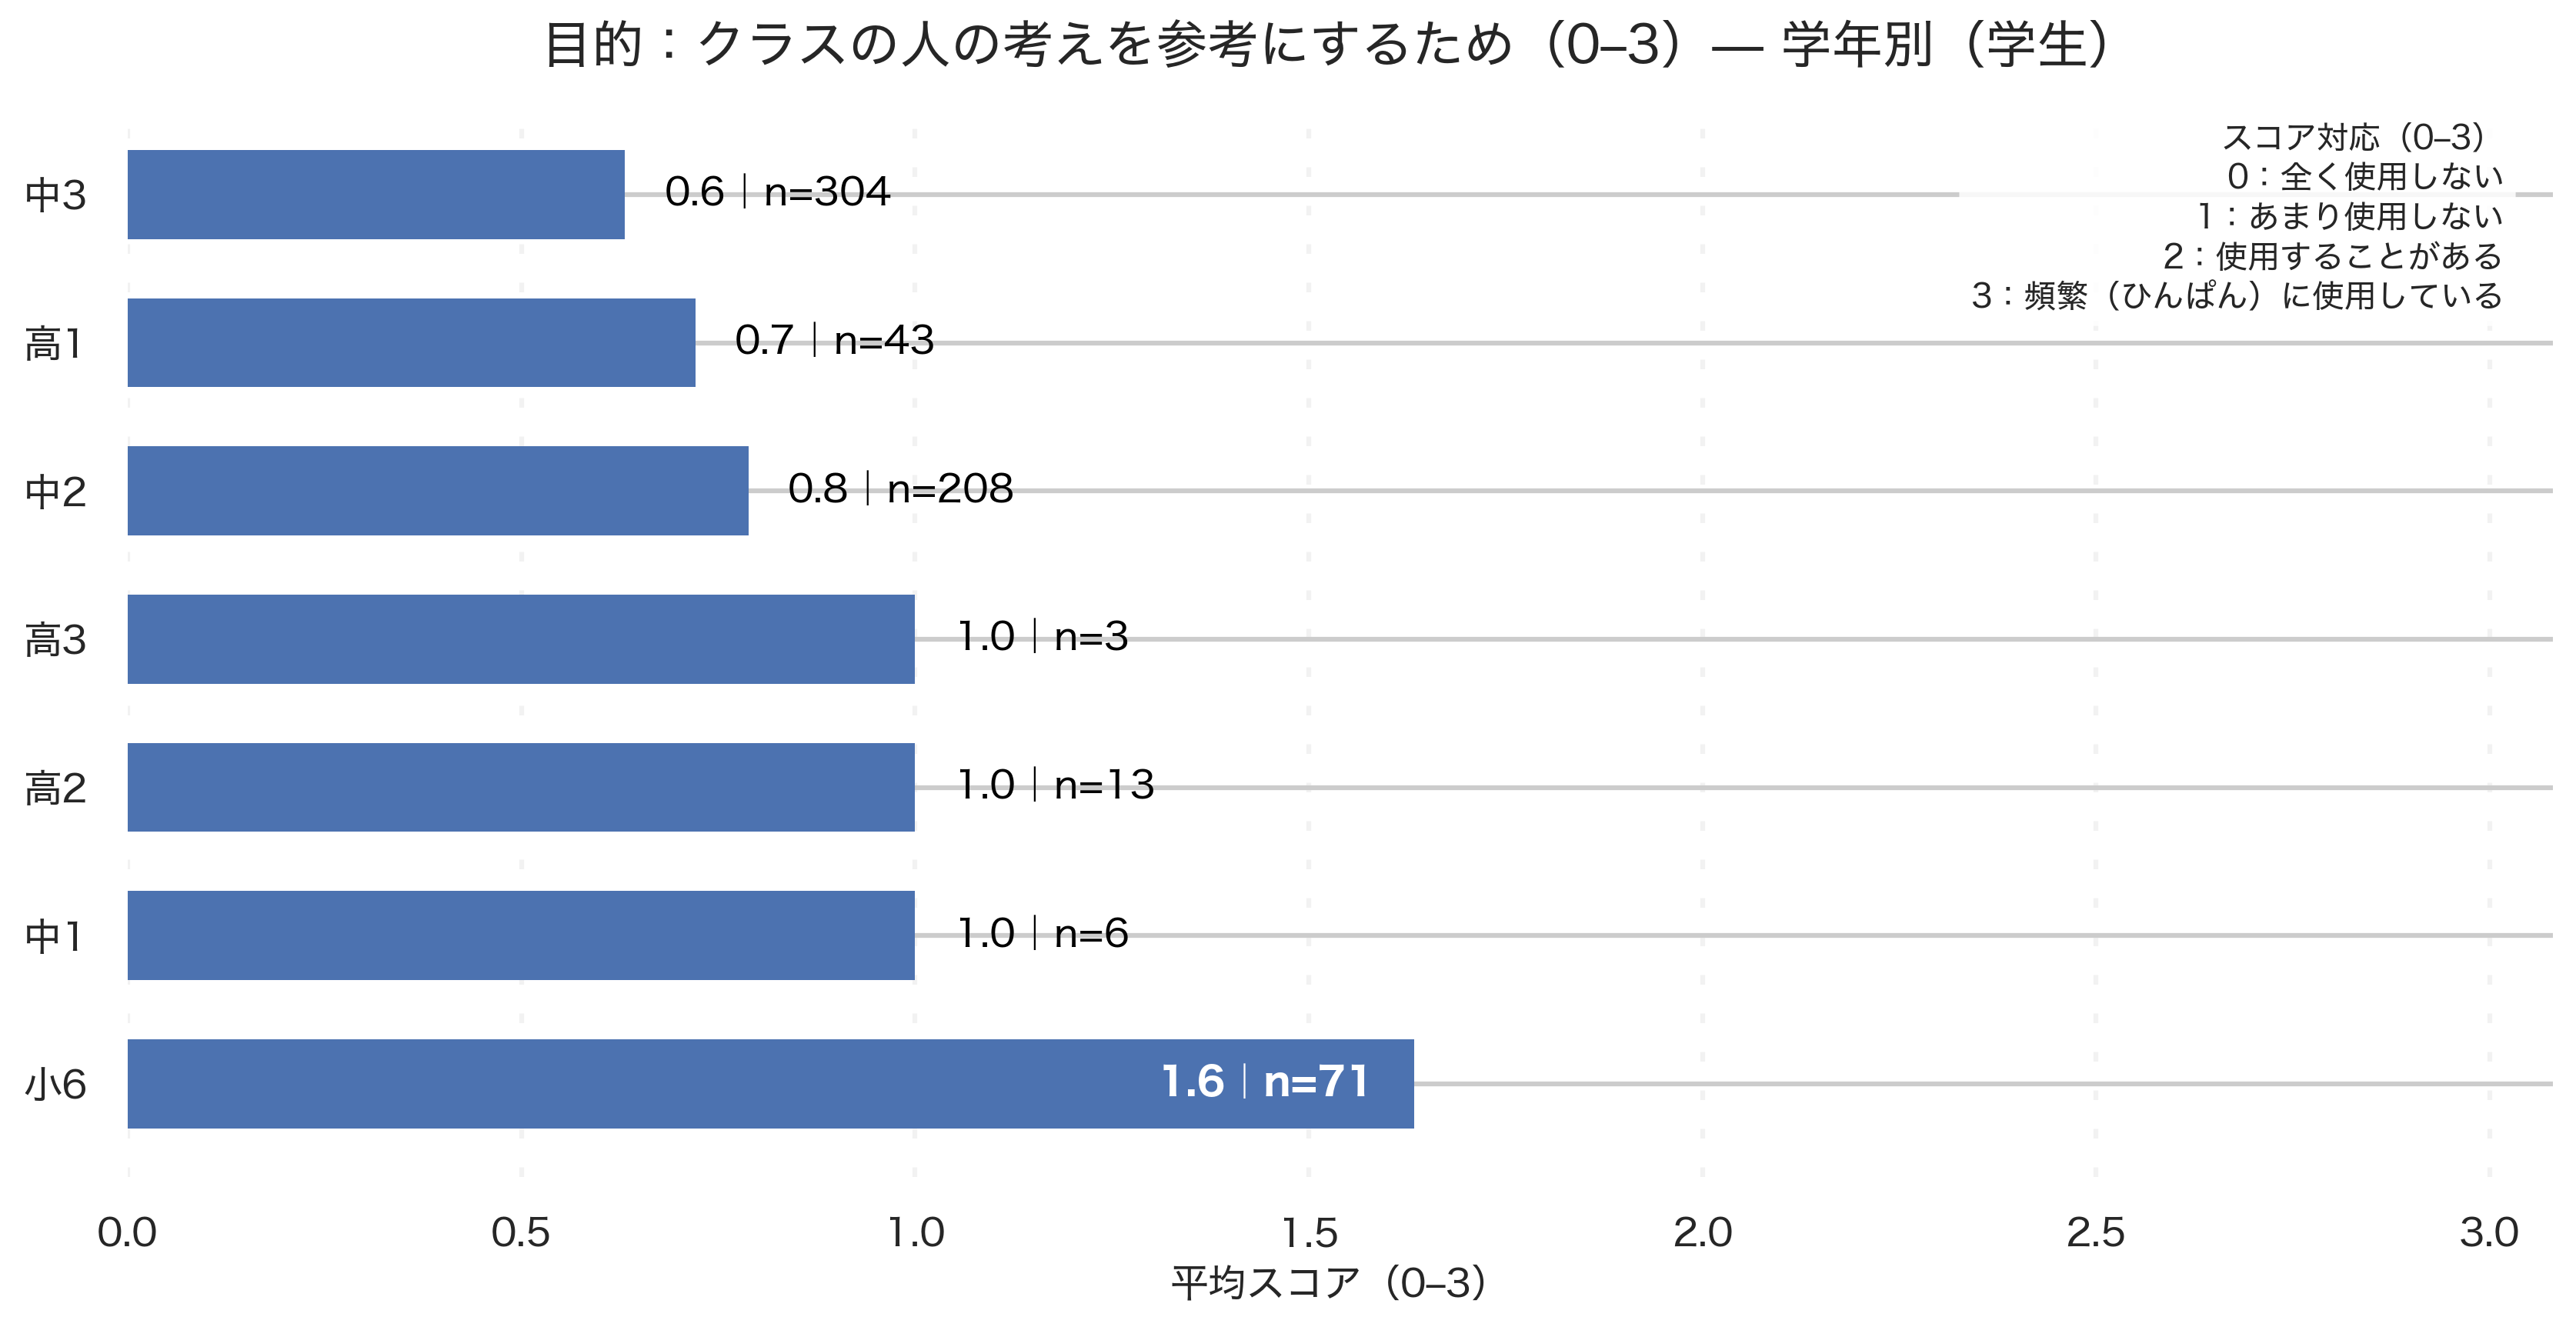 目的：クラスの人の考えを参考にするため（0–3）— 学年別（学生）
スコア対応（0–3）
0：全く使用しない
1：あまり使用しない
2：使用することがある
3：頻繁（ひんぱん）に使用している
中3 0.6｜n=304
高1 0.7｜n=43
中2 0.8｜n=208
高3 1.0｜n=3
高2 1.0｜n=13
中1 1.0｜n=6
小6 1.6｜n=71
0.0 0.5 1.0 1.5 2.0 2.5 3.0
平均スコア（0–3）